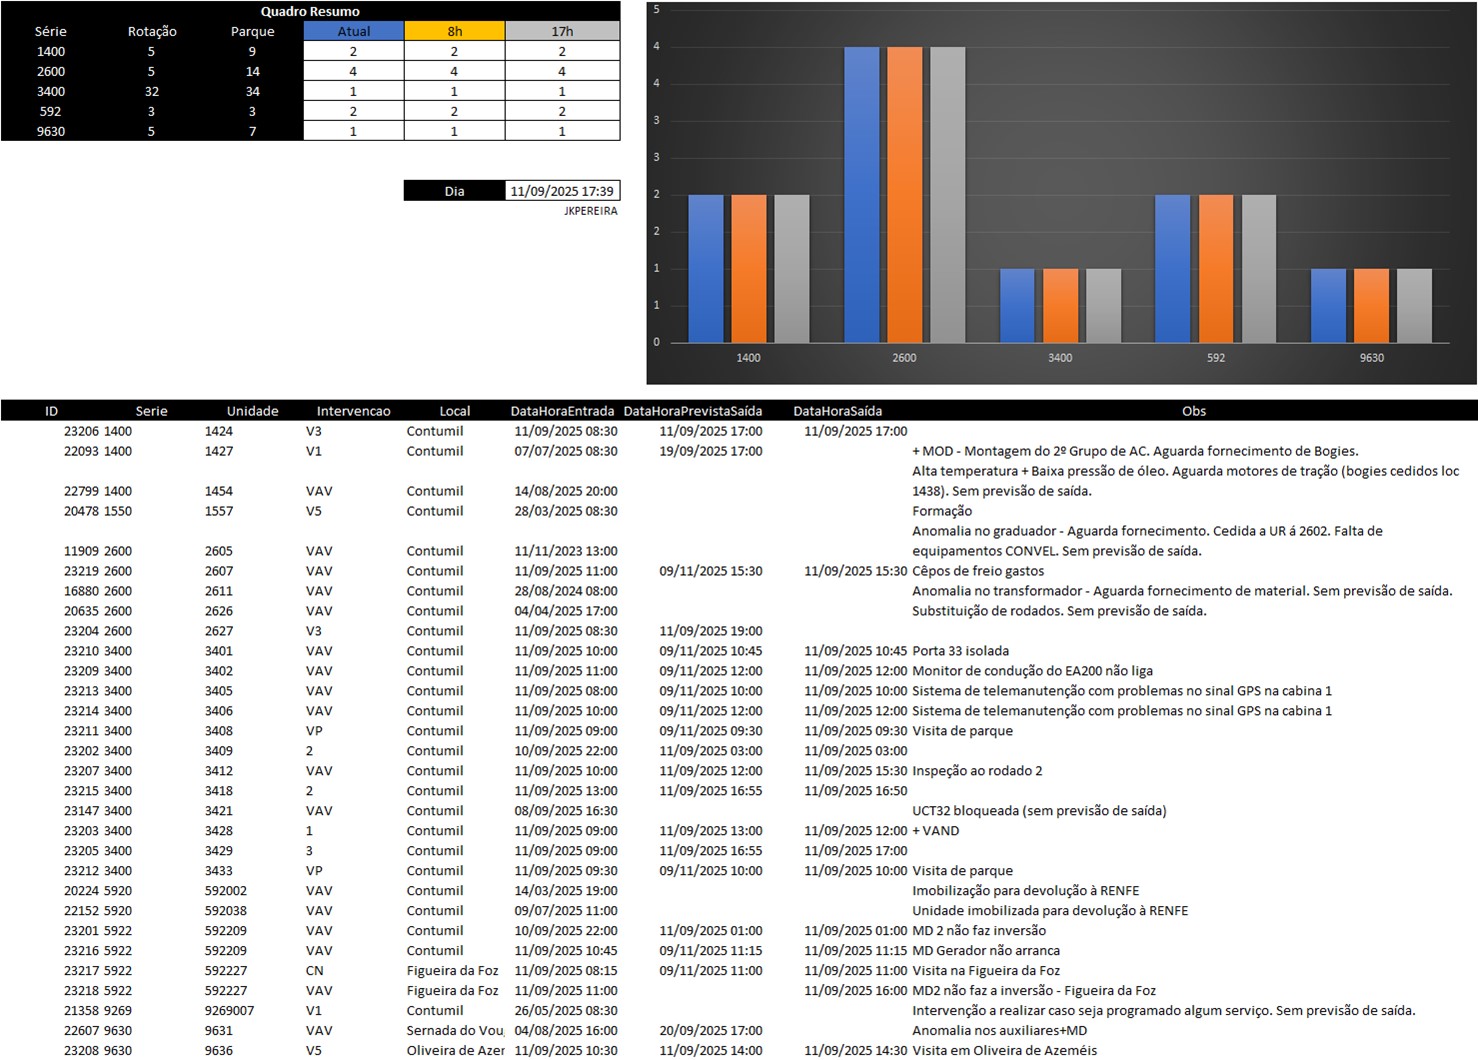 Quadro Resumo
Série Rotação Parque Atual 8h 17h
1400 5 9 2 2 2
2600 5 14 4 4 4
3400 32 34 1 1 1
592 3 3 2 2 2
9630 5 7 1 1 1
Dia 11/09/2025 17:39
JKPEREIRA
5
4
4
3
3
2
2
1
1
0
1400 2600 3400 592 9630
ID Serie Unidade Intervencao Local DataHoraEntrada DataHoraPrevistaSaída DataHoraSaída Obs
23206 1400 1424 V3 Contumil 11/09/2025 08:30 11/09/2025 17:00 11/09/2025 17:00
22093 1400 1427 V1 Contumil 07/07/2025 08:30 19/09/2025 17:00 + MOD - Montagem do 2º Grupo de AC. Aguarda fornecimento de Bogies.
Alta temperatura + Baixa pressão de óleo. Aguarda motores de tração (bogies cedidos loc
22799 1400 1454 VAV Contumil 14/08/2025 20:00 1438). Sem previsão de saída.
20478 1550 1557 V5 Contumil 28/03/2025 08:30 Formação
Anomalia no graduador - Aguarda fornecimento. Cedida a UR á 2602. Falta de
11909 2600 2605 VAV Contumil 11/11/2023 13:00 equipamentos CONVEL. Sem previsão de saída.
23219 2600 2607 VAV Contumil 11/09/2025 11:00 09/11/2025 15:30 11/09/2025 15:30 Cêpos de freio gastos
16880 2600 2611 VAV Contumil 28/08/2024 08:00 Anomalia no transformador - Aguarda fornecimento de material. Sem previsão de saída.
20635 2600 2626 VAV Contumil 04/04/2025 17:00 Substituição de rodados. Sem previsão de saída.
23204 2600 2627 V3 Contumil 11/09/2025 08:30 11/09/2025 19:00
23210 3400 3401 VAV Contumil 11/09/2025 10:00 09/11/2025 10:45 11/09/2025 10:45 Porta 33 isolada
23209 3400 3402 VAV Contumil 11/09/2025 11:00 09/11/2025 12:00 11/09/2025 12:00 Monitor de condução do EA200 não liga
23213 3400 3405 VAV Contumil 11/09/2025 08:00 09/11/2025 10:00 11/09/2025 10:00 Sistema de telemanutenção com problemas no sinal GPS na cabina 1
23214 3400 3406 VAV Contumil 11/09/2025 10:00 09/11/2025 12:00 11/09/2025 12:00 Sistema de telemanutenção com problemas no sinal GPS na cabina 1
23211 3400 3408 VP Contumil 11/09/2025 09:00 09/11/2025 09:30 11/09/2025 09:30 Visita de parque
23202 3400 3409 2 Contumil 10/09/2025 22:00 11/09/2025 03:00 11/09/2025 03:00
23207 3400 3412 VAV Contumil 11/09/2025 10:00 11/09/2025 12:00 11/09/2025 15:30 Inspeção ao rodado 2
23215 3400 3418 2 Contumil 11/09/2025 13:00 11/09/2025 16:55 11/09/2025 16:50
23147 3400 3421 VAV Contumil 08/09/2025 16:30 UCT32 bloqueada (sem previsão de saída)
23203 3400 3428 1 Contumil 11/09/2025 09:00 11/09/2025 13:00 11/09/2025 12:00 + VAND
23205 3400 3429 3 Contumil 11/09/2025 09:00 11/09/2025 16:55 11/09/2025 17:00
23212 3400 3433 VP Contumil 11/09/2025 09:30 09/11/2025 10:00 11/09/2025 10:00 Visita de parque
20224 5920 592002 VAV Contumil 14/03/2025 19:00 Imobilização para devolução à RENFE
22152 5920 592038 VAV Contumil 09/07/2025 11:00 Unidade imobilizada para devolução à RENFE
23201 5922 592209 VAV Contumil 10/09/2025 22:00 11/09/2025 01:00 11/09/2025 01:00 MD 2 não faz inversão
23216 5922 592209 VAV Contumil 11/09/2025 10:45 09/11/2025 11:15 11/09/2025 11:15 MD Gerador não arranca
23217 5922 592227 CN Figueira da Foz 11/09/2025 08:15 09/11/2025 11:00 11/09/2025 11:00 Visita na Figueira da Foz
23218 5922 592227 VAV Figueira da Foz 11/09/2025 11:00 11/09/2025 16:00 MD2 não faz a inversão - Figueira da Foz
21358 9269 9269007 V1 Contumil 26/05/2025 08:30 Intervenção a realizar caso seja programado algum serviço. Sem previsão de saída.
22607 9630 9631 VAV Sernada do Vou 04/08/2025 16:00 20/09/2025 17:00 Anomalia nos auxiliares+MD
23208 9630 9636 V5 Oliveira de Azer 11/09/2025 10:30 11/09/2025 14:00 11/09/2025 14:30 Visita em Oliveira de Azeméis